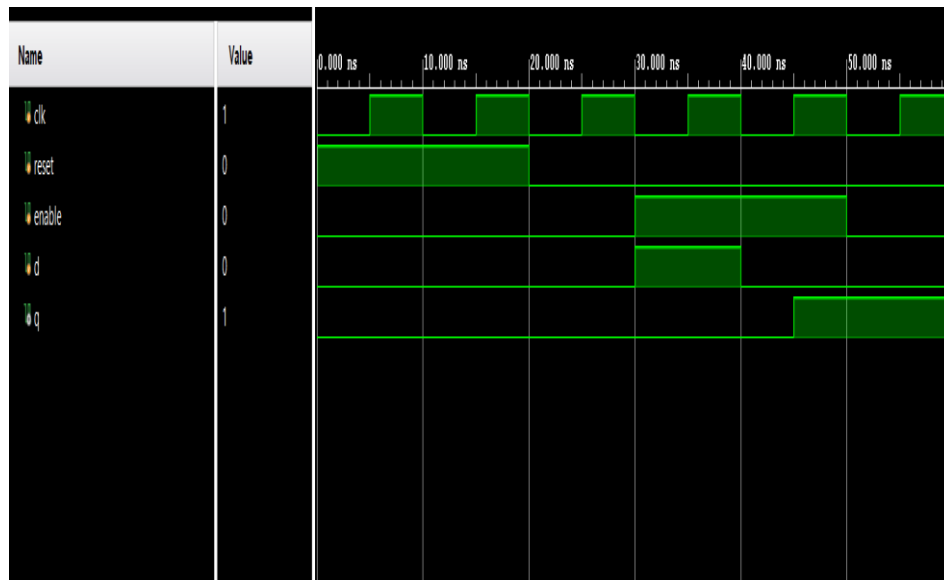 Name Value
0.000 ns 10.000 ns 20.000 ns 30.000 ns 40.000 ns 50.000 ns
clk 1
reset 0
enable 0
d 0
q 1